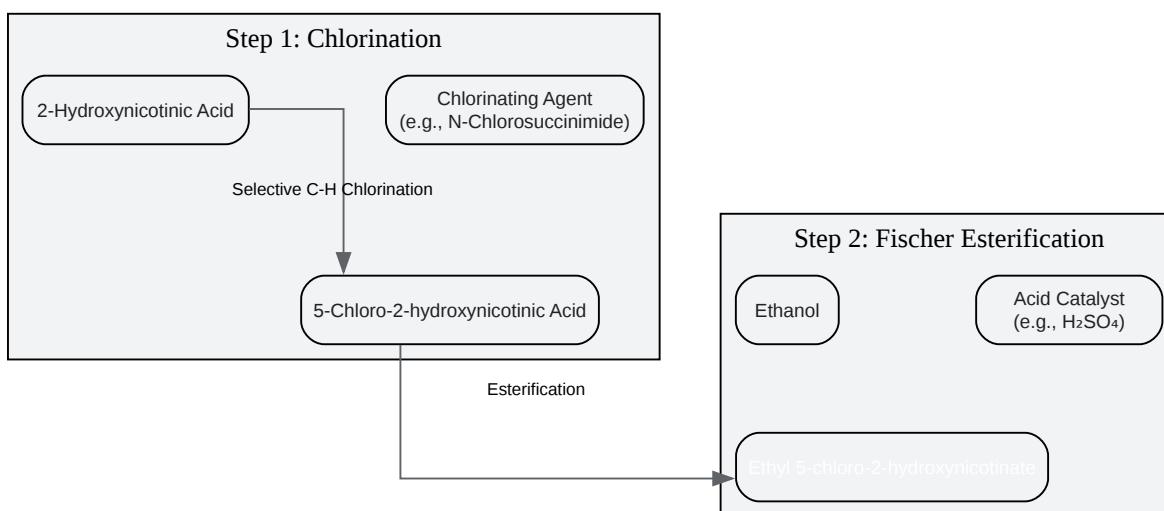 Step 1: Chlorination
2-Hydroxynicotinic Acid
Chlorinating Agent
(e.g., N-Chlorosuccinimide)
Selective C-H Chlorination
5-Chloro-2-hydroxynicotinic Acid
Esterification
Step 2: Fischer Esterification
Ethanol
Acid Catalyst
(e.g., H₂SO₄)
Ethyl 5-chloro-2-hydroxynicotinate